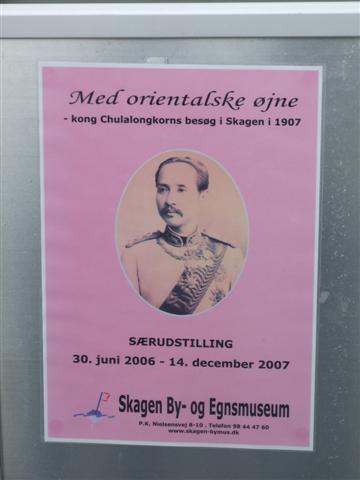 Med orientalske øjne
- kong Chulalongkorns besøg i Skagen i 1907
SÆRUDSTILLING
30. juni 2006 - 14. december 2007
Skagen By- og Egnsmuseum
P.K. Nielsensvej 8-10 . Telefon 98 44 47 60
www.skagen-bymus.dk